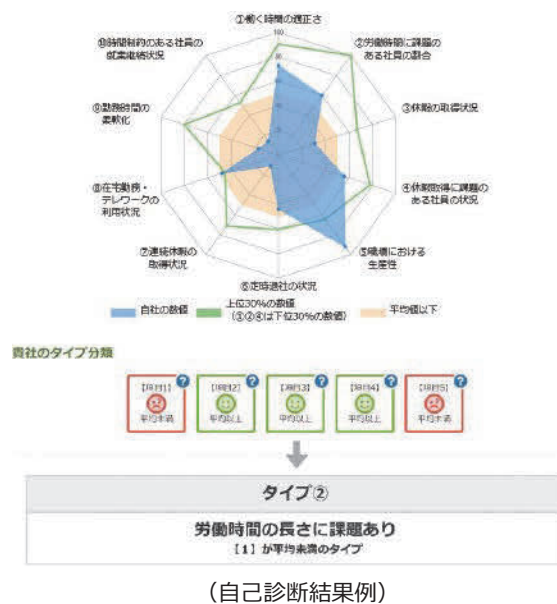 ①働く時間の適正さ
100
80
②労働時間に課題
のある社員の割合
③休暇の取得状況
④休暇取得に課題の
ある社員の状況
⑤職場における
生産性
⑥定時退社の状況
⑦連続休暇の
取得状況
⑧在宅勤務・
テレワークの
利用状況
⑨勤務時間の
柔軟化
⑩時間制約のある社員の
就業継続状況
自社の数値
上位30%の数値
(①②④は下位30%の数値)
平均値以下
貴社のタイプ分類
【項目1】
?
平均未満
【項目2】
?
平均以上
【項目3】
?
平均以上
【項目4】
?
平均以上
【項目5】
?
平均未満
タイプ②
労働時間の長さに課題あり
【1】が平均未満のタイプ
(自己診断結果例)